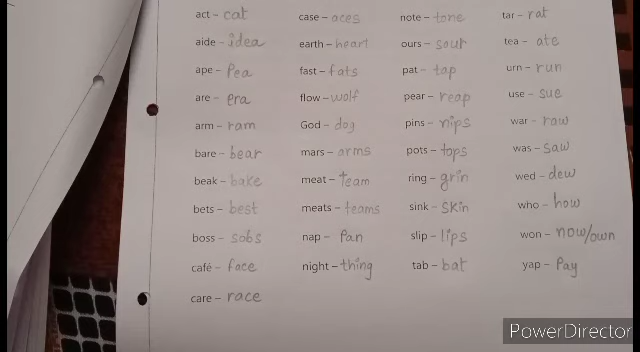 act – cat
aide – idea
ape – Pea
are – era
arm – ram
bare – bear
beak – bake
bets – best
boss – sobs
café – face
care – race
case – aces
earth – heart
fast – fats
flow – wolf
God – dog
mars – arms
meat – team
meats – teams
nap – Pan
night – thing
note – tone
ours – sour
pat – tap
pear – reap
pins – nips
pots – tops
ring – grin
sink – SKin
slip – lips
tab – bat
tar – rat
tea – ate
urn – run
use – sue
war – raw
was – saw
wed – dew
who – how
won – now/own
yap – Pay
PowerDirector